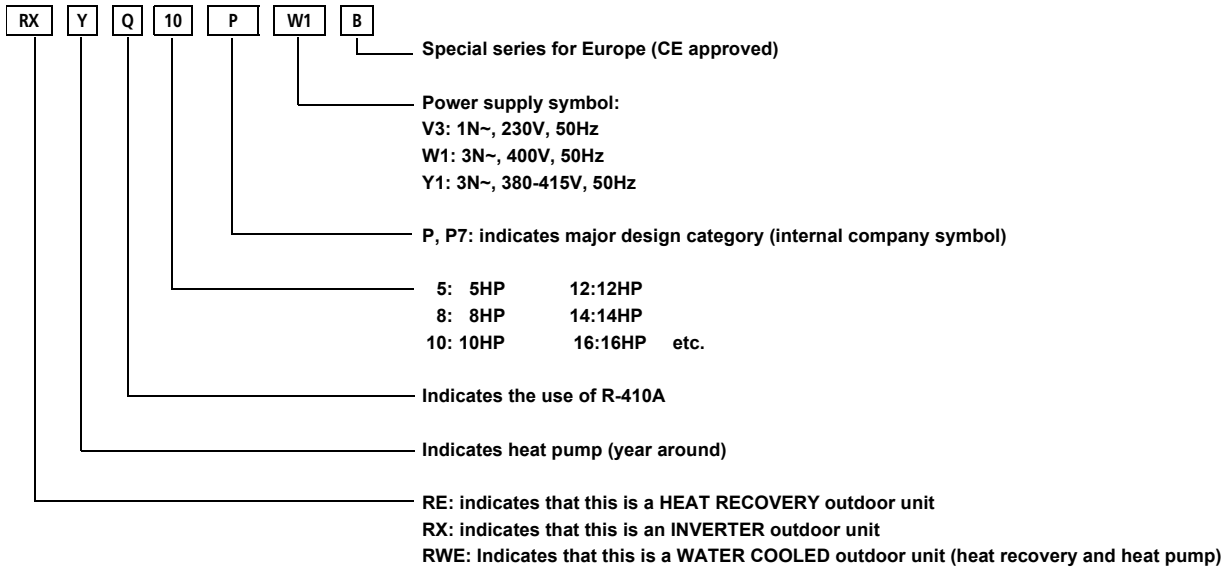 RX Y Q 10 P W1 B
Special series for Europe (CE approved)
Power supply symbol:
V3: 1N~, 230V, 50Hz
W1: 3N~, 400V, 50Hz
Y1: 3N~, 380-415V, 50Hz
P, P7: indicates major design category (internal company symbol)
5: 5HP 12:12HP
8: 8HP 14:14HP
10: 10HP 16:16HP etc.
Indicates the use of R-410A
Indicates heat pump (year around)
RE: indicates that this is a HEAT RECOVERY outdoor unit
RX: indicates that this is an INVERTER outdoor unit
RWE: Indicates that this is a WATER COOLED outdoor unit (heat recovery and heat pump)